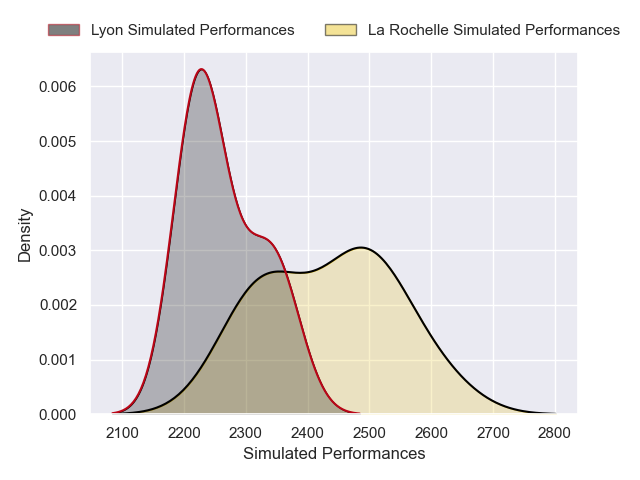 Lyon Simulated Performances
La Rochelle Simulated Performances
0.006
0.005
0.004
0.003
0.002
0.001
0.000
Density
2100 2200 2300 2400 2500 2600 2700 2800
Simulated Performances